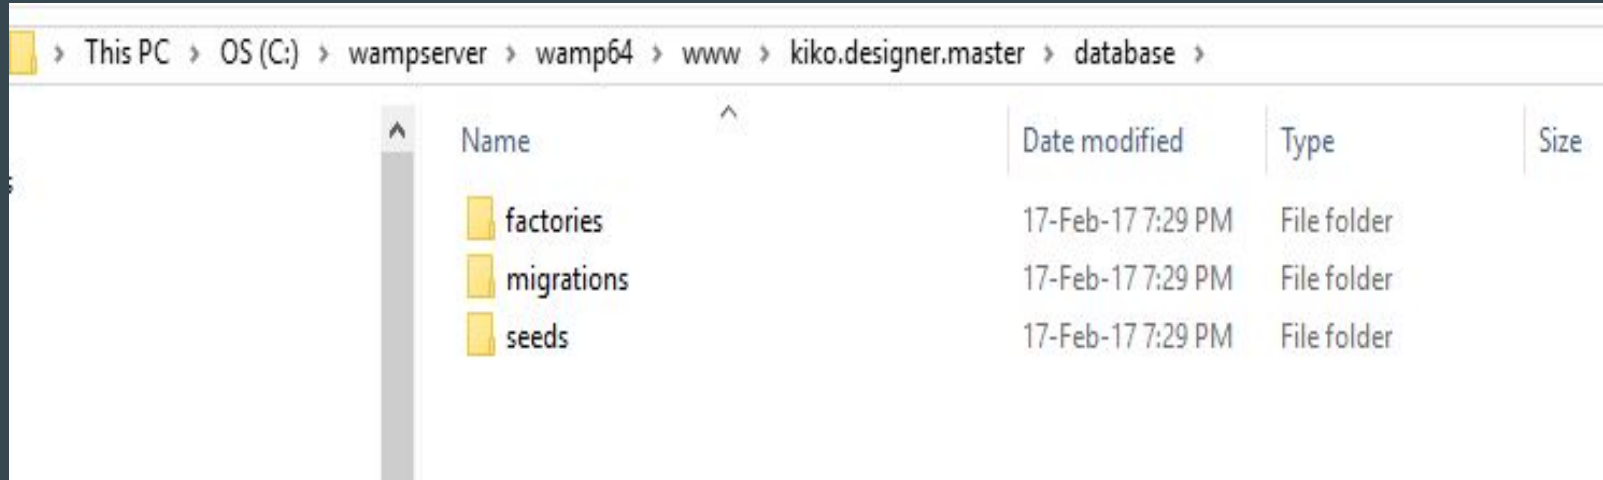 This PC > OS (C:) > wampserver > wamp64 > www > kiko.designer.master > database >
Name Date modified Type Size
factories 17-Feb-17 7:29 PM File folder
migrations 17-Feb-17 7:29 PM File folder
seeds 17-Feb-17 7:29 PM File folder